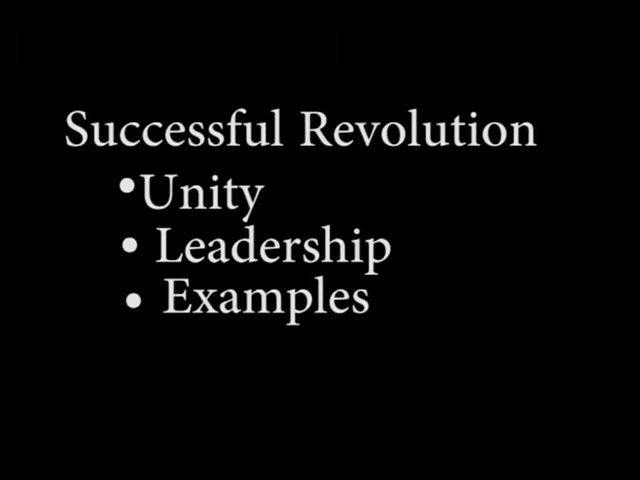 Successful Revolution
•Unity
• Leadership
• Examples